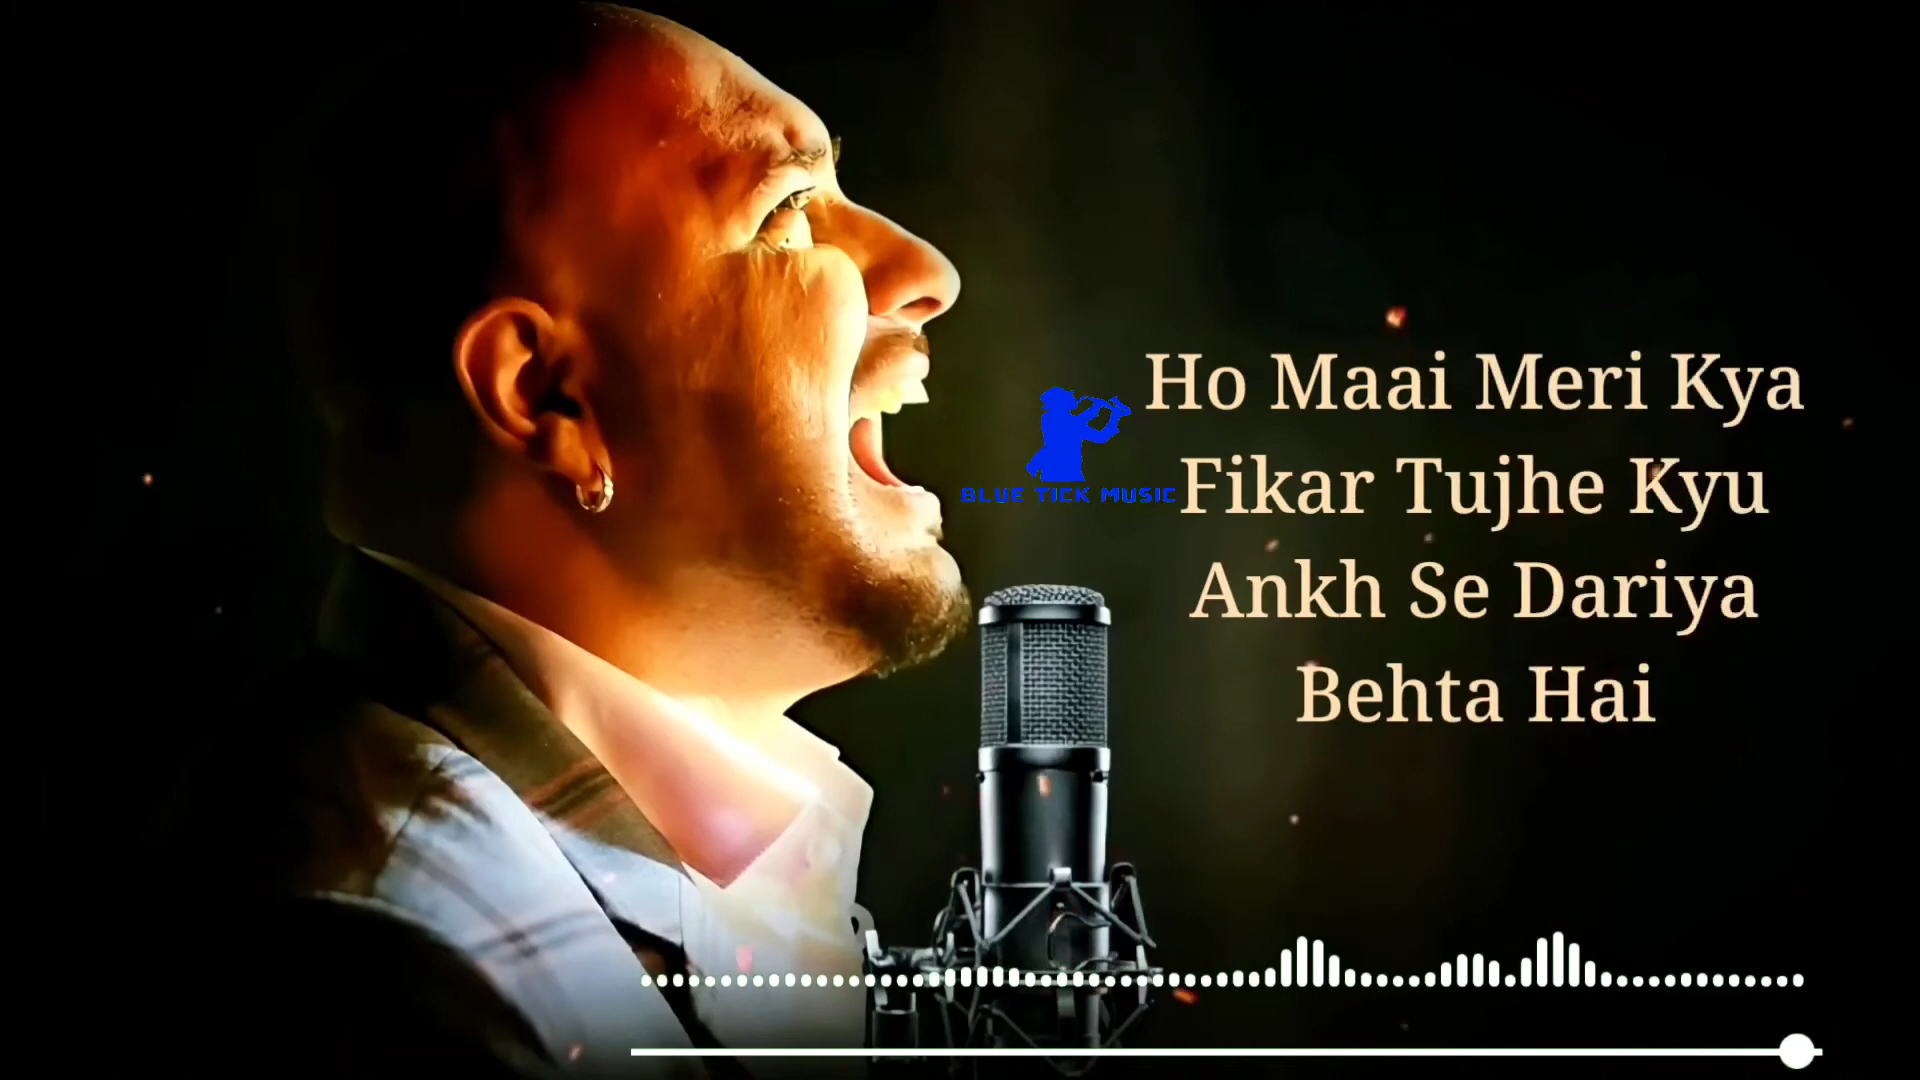 Ho Maai Meri Kya
Fikar Tujhe Kyu
Ankh Se Dariya
Behta Hai
BLUE TICK MUSIC